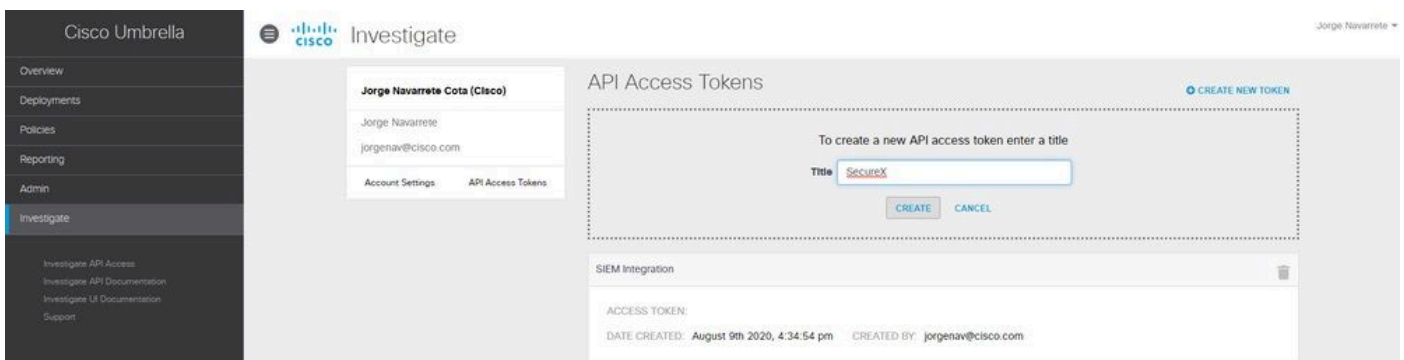 Cisco Umbrella
Overview
Deployments
Policies
Reporting
Admin
Investigate
Investigate API Access
Investigate API Documentation
Investigate UI Documentation
Support
CISCO
Investigate
Jorge Navarrete
Jorge Navarrete Cota (Cisco)
Jorge Navarrete
jorgenav@cisco.com
Account Settings API Access Tokens
API Access Tokens
CREATE NEW TOKEN
To create a new API access token enter a title
Title SecureX
CREATE CANCEL
SIEM Integration
ACCESS TOKEN:
DATE CREATED: August 9th 2020, 4:34:54 pm CREATED BY: jorgenav@cisco.com